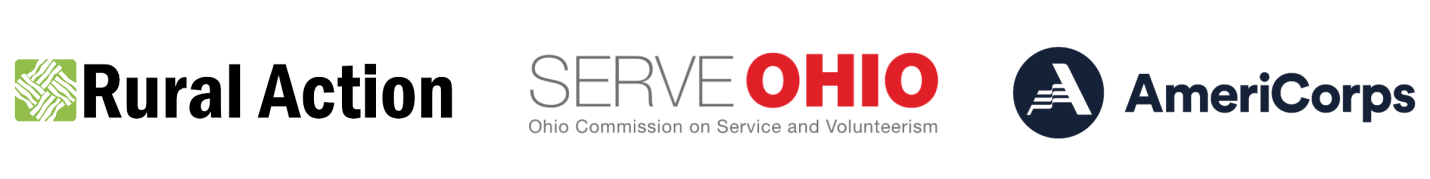 Rural Action
SERVE OHIO
Ohio Commission on Service and Volunteerism
AmeriCorps